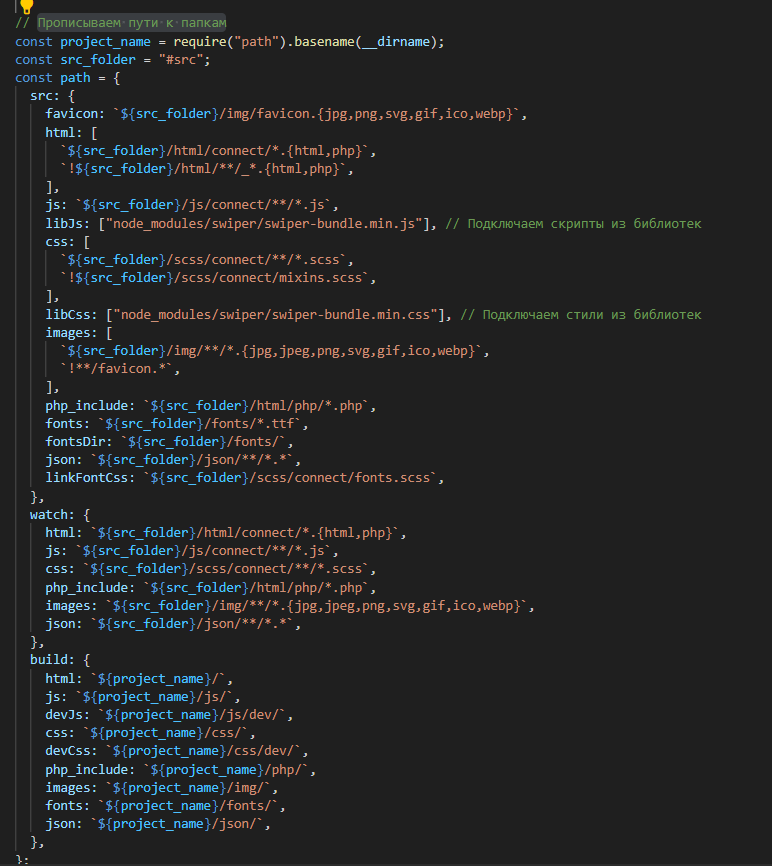 // Прописываем пути к папкам
const project_name = require("path").basename(__dirname);
const src_folder = "#src";
const path = {
  src: {
    favicon: `${src_folder}/img/favicon.{jpg,png,svg,gif,ico,webp}`,
    html: [
      `${src_folder}/html/connect/*.{html,php}`,
      `!${src_folder}/html/**/_*.{html,php}`,
    ],
    js: `${src_folder}/js/connect/**/*.js`,
    libJs: ["node_modules/swiper/swiper-bundle.min.js"], // Подключаем скрипты из библиотек
    css: [
      `${src_folder}/scss/connect/**/*.scss`,
      `!${src_folder}/scss/connect/mixins.scss`,
    ],
    libCss: ["node_modules/swiper/swiper-bundle.min.css"], // Подключаем стили из библиотек
    images: [
      `${src_folder}/img/**/*.{jpg,jpeg,png,svg,gif,ico,webp}`,
      `!**/favicon.*`,
    ],
    php_include: `${src_folder}/html/php/*.php`,
    fonts: `${src_folder}/fonts/*.ttf`,
    fontsDir: `${src_folder}/fonts/`,
    json: `${src_folder}/json/**/*.*`,
    linkFontCss: `${src_folder}/scss/connect/fonts.scss`,
  },
  watch: {
    html: `${src_folder}/html/connect/*.{html,php}`,
    js: `${src_folder}/js/connect/**/*.js`,
    css: `${src_folder}/scss/connect/**/*.scss`,
    php_include: `${src_folder}/html/php/*.php`,
    images: `${src_folder}/img/**/*.{jpg,jpeg,png,svg,gif,ico,webp}`,
    json: `${src_folder}/json/**/*.*`,
  },
  build: {
    html: `${project_name}/`,
    js: `${project_name}/js/`,
    devJs: `${project_name}/js/dev/`,
    css: `${project_name}/css/`,
    devCss: `${project_name}/css/dev/`,
    php_include: `${project_name}/php/`,
    images: `${project_name}/img/`,
    fonts: `${project_name}/fonts/`,
    json: `${project_name}/json/`,
  },
};